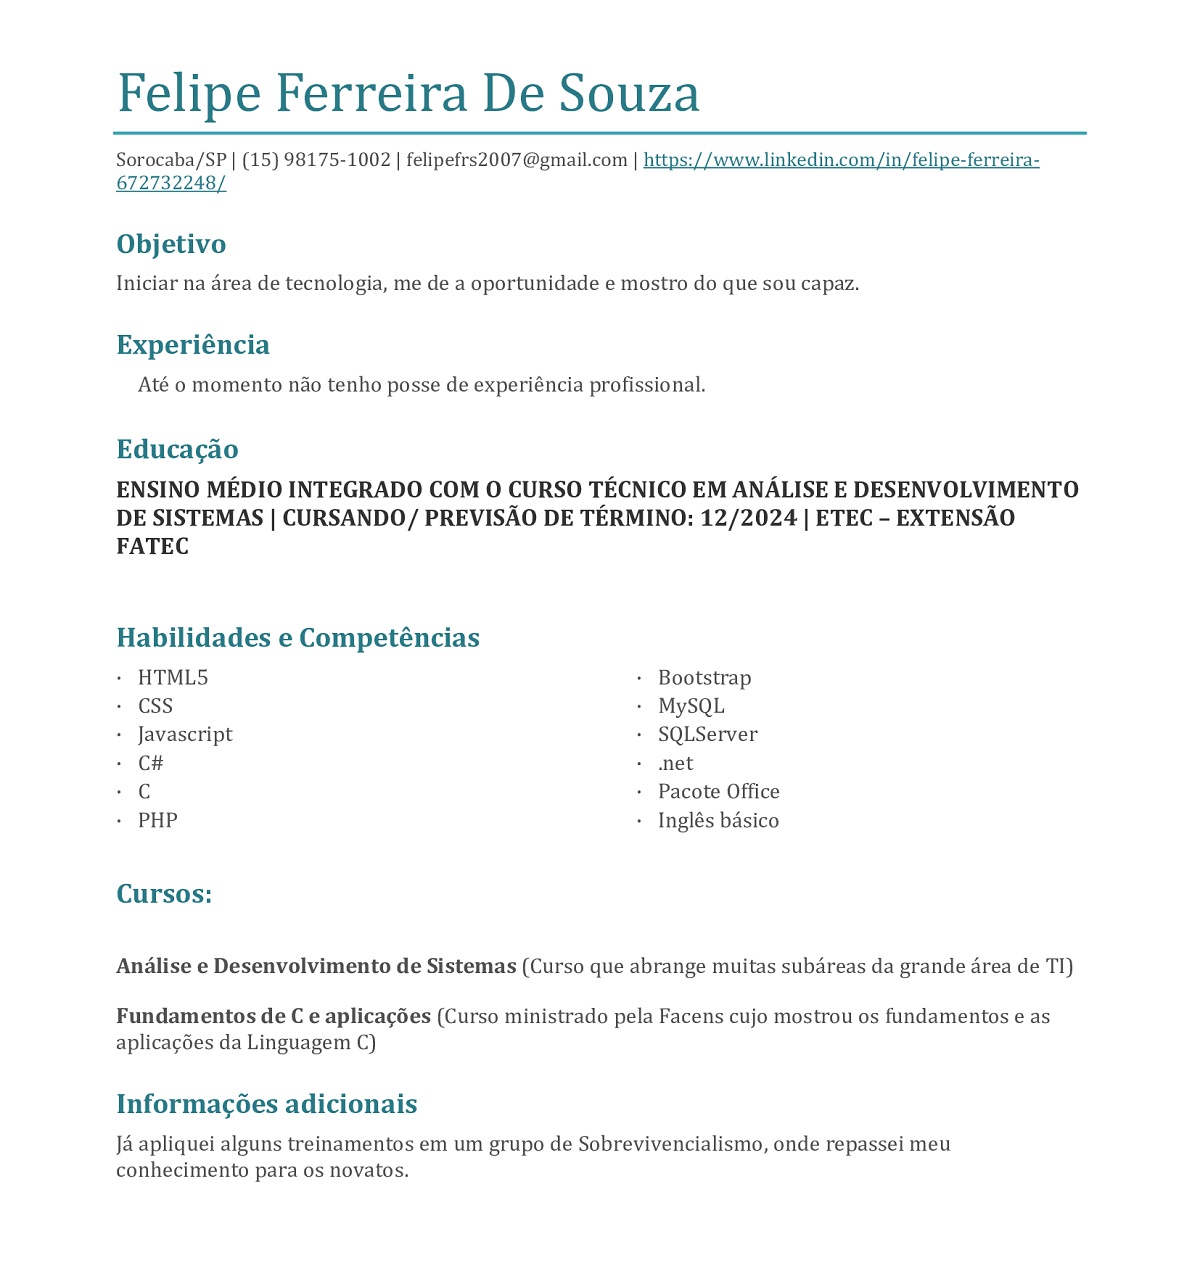 Felipe Ferreira De Souza
Sorocaba/SP | (15) 98175-1002 | felipefrs2007@gmail.com | https://www.linkedin.com/in/felipe-ferreira-
672732248/
Objetivo
Iniciar na área de tecnologia, me de a oportunidade e mostro do que sou capaz.
Experiência
Até o momento não tenho posse de experiência profissional.
Educação
ENSINO MÉDIO INTEGRADO COM O CURSO TÉCNICO EM ANÁLISE E DESENVOLVIMENTO
DE SISTEMAS | CURSANDO/ PREVISÃO DE TÉRMINO: 12/2024 | ETEC – EXTENSÃO
FATEC
Habilidades e Competências
· HTML5
· CSS
· Javascript
· C#
· C
· PHP
· Bootstrap
· MySQL
· SQLServer
· .net
· Pacote Office
· Inglês básico
Cursos:
Análise e Desenvolvimento de Sistemas (Curso que abrange muitas subáreas da grande área de TI)
Fundamentos de C e aplicações (Curso ministrado pela Facens cujo mostrou os fundamentos e as
aplicações da Linguagem C)
Informações adicionais
Já apliquei alguns treinamentos em um grupo de Sobrevivencialismo, onde repassei meu
conhecimento para os novatos.